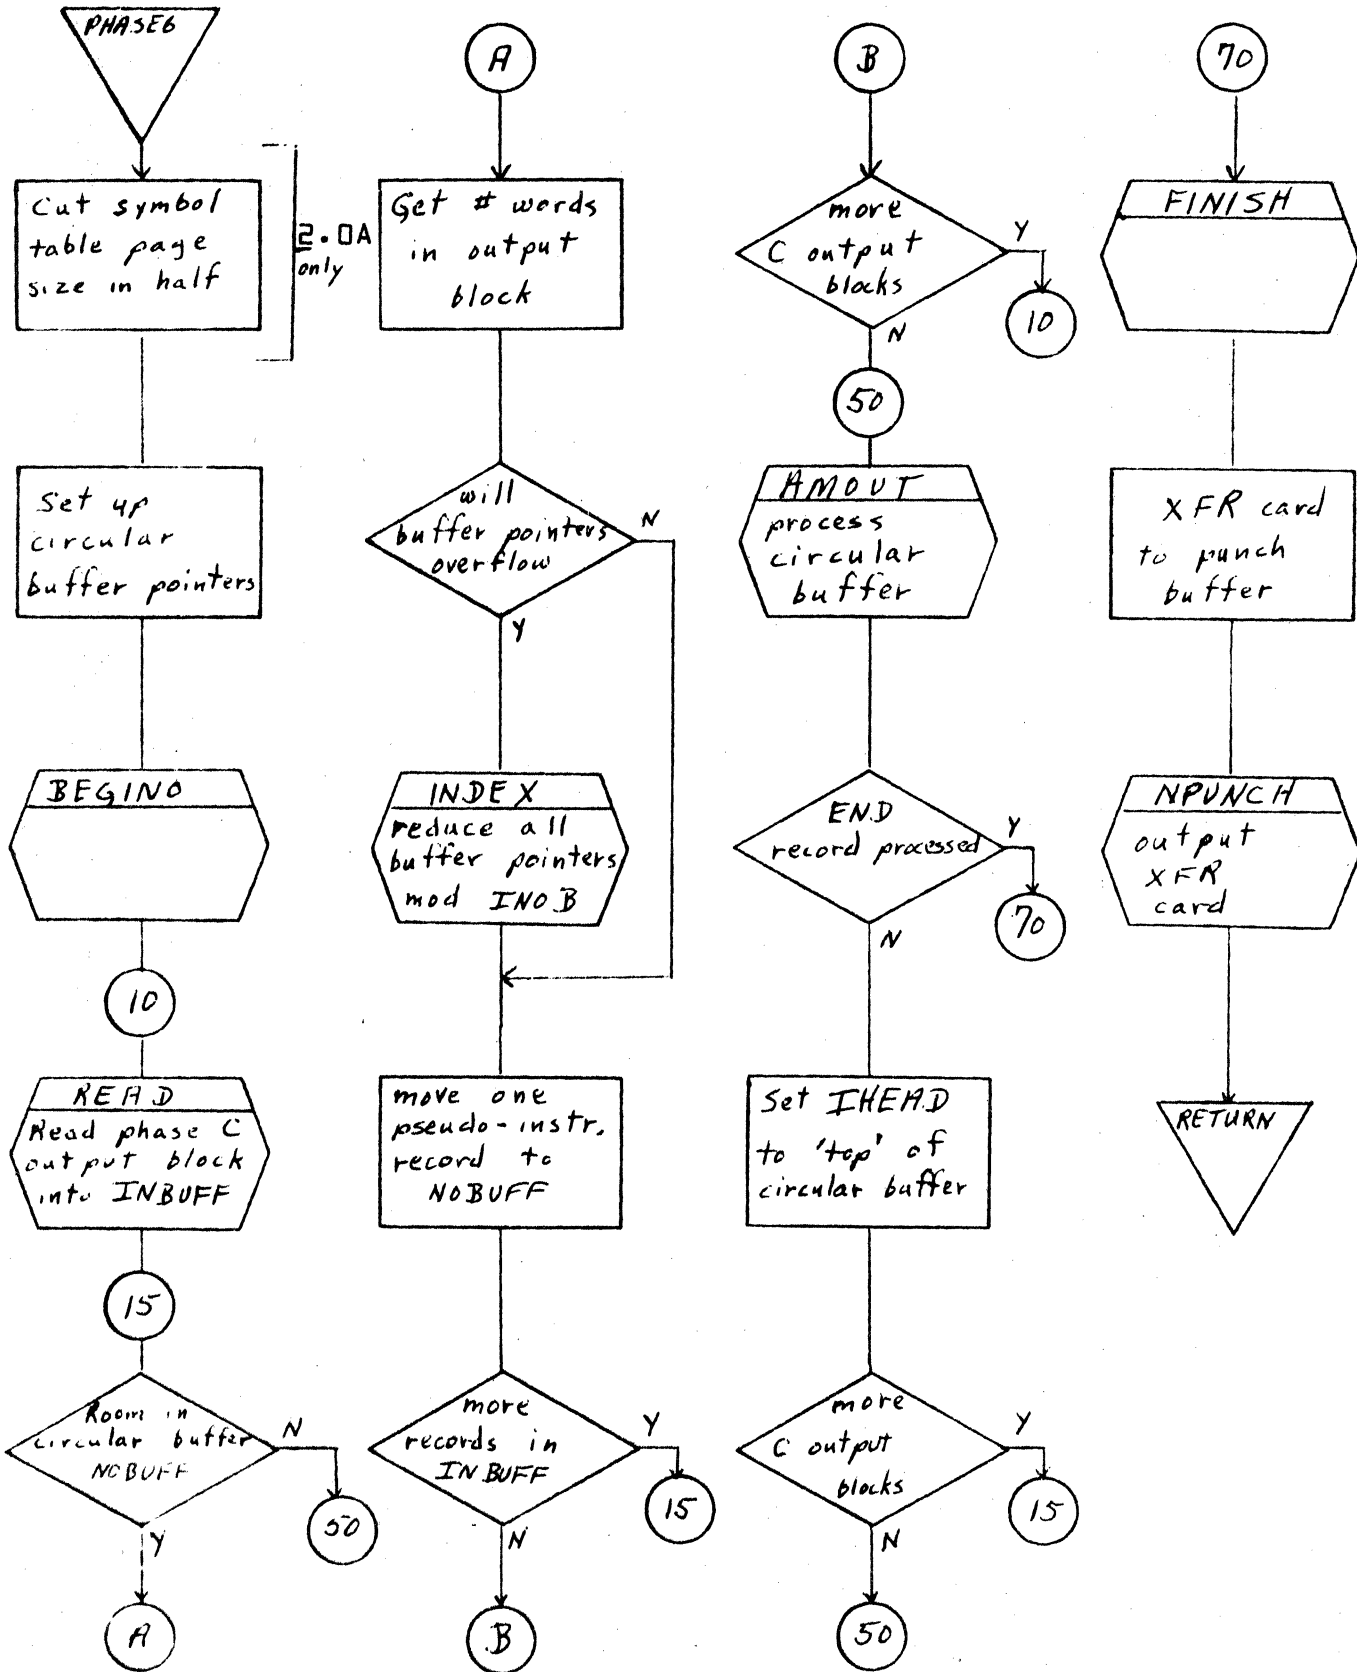 PHASE6
Cut symbol
table page
size in half
2.0A
only
Set up
circular
buffer pointers
BEGINO
10
READ
Read phase C
output block
into INBUFF
15
Room in
circular buffer
NOBUFF
N
50
Y
A
A
Get # words
in output
block
will
buffer pointers
overflow
N
Y
INDEX
reduce all
buffer pointers
mod INOB
move one
pseudo-instr.
record to
NOBUFF
more
records in
INBUFF
Y
15
N
B
B
more
C output
blocks
Y
10
N
50
AMOUT
process
circular
buffer
END
record processed
Y
70
N
Set IHEAD
to 'top' of
circular buffer
more
C output
blocks
Y
15
N
50
70
FINISH
XFR card
to punch
buffer
NPUNCH
output
XFR
card
RETURN